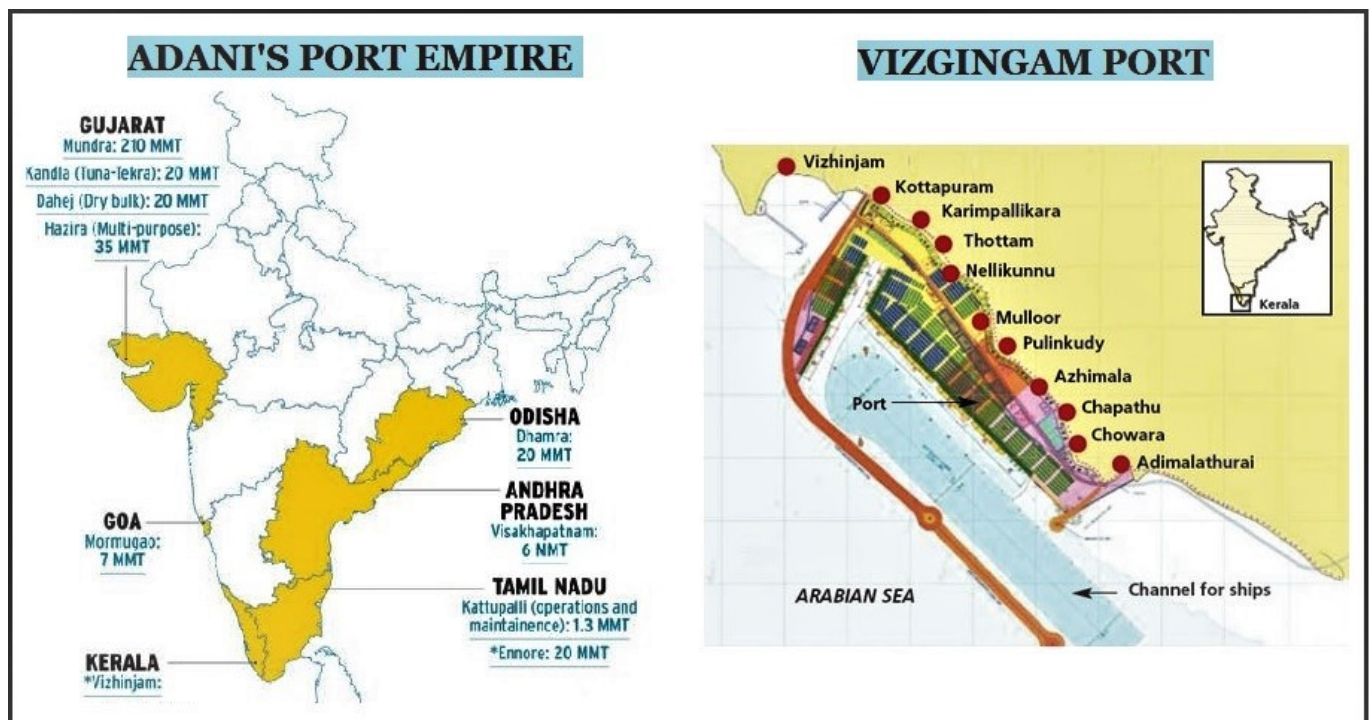 ADANI'S PORT EMPIRE
GUJARAT
Mundra: 210 MMT
Kandla (Tuna-Tekra): 20 MMT
Dahej (Dry bulk): 20 MMT
Hazira (Multi-purpose):
35 MMT
ODISHA
Dhamra:
20 MMT
ANDHRA
PRADESH
Visakhapatnam:
6 NMT
GOA
Mormugao:
7 MMT
TAMIL NADU
Kattupalli (operations and
maintainence): 1.3 MMT
*Ennore: 20 MMT
KERALA
*Vizhinjam:
VIZGINGAM PORT
Vizhinjam
Kottapuram
Karimpallikara
Thottam
Nellikunnu
Mulloor
Pulinkudy
Azhimala
Chapathu
Chowara
Adimalathurai
Kerala
Port
Channel for ships
ARABIAN SEA